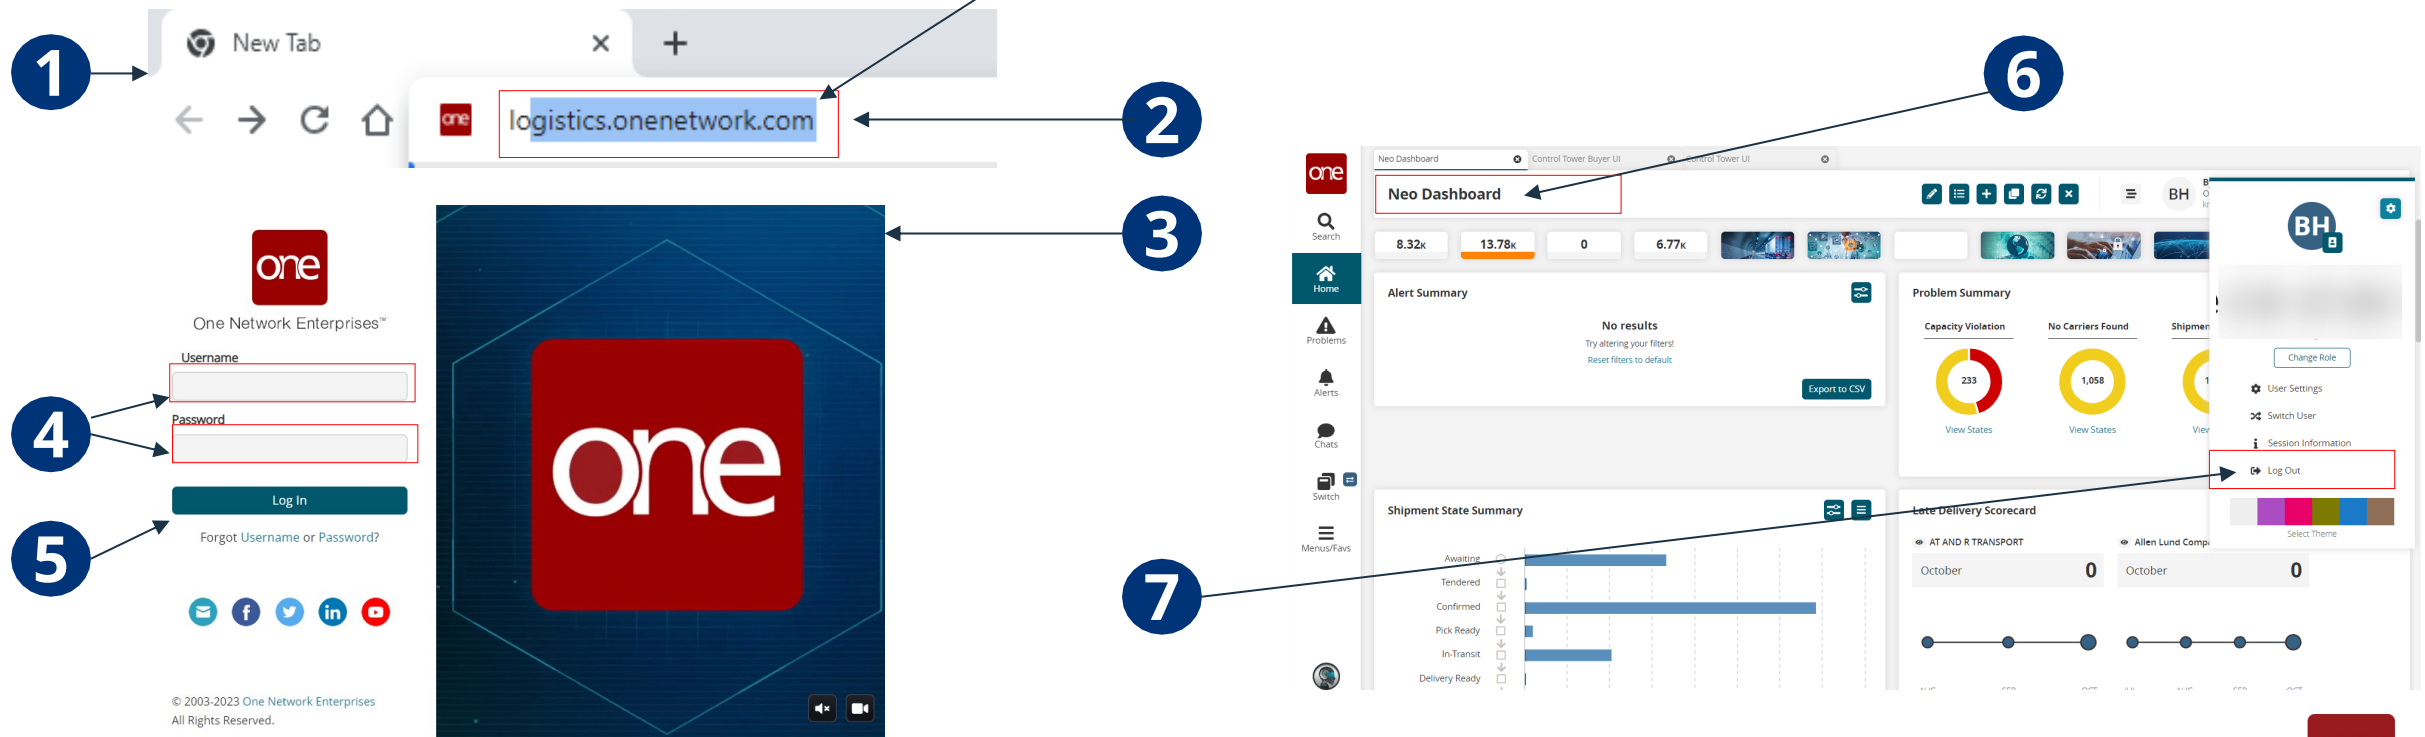 1
New Tab
one
logistics.onenetwork.com
2
3
one
One Network Enterprises™
Username
Password
4
Log In
5
Forgot Username or Password?
© 2003-2023 One Network Enterprises
All Rights Reserved.
one
6
one
Search
Home
Problems
Alerts
Chats
Switch
Menus/Favs
Neo Dashboard
Control Tower Buyer UI
Control Tower UI
Neo Dashboard
BH
8.32K
13.78K
0
6.77K
Alert Summary
No results
Try altering your filters!
Reset filters to default
Export to CSV
Problem Summary
Capacity Violation
No Carriers Found
Shipmen
233
1,058
View States
View States
BH
Change Role
User Settings
Switch User
Session Information
Log Out
Select Theme
7
Shipment State Summary
Awaiting
Tendered
Confirmed
Pick Ready
In-Transit
Delivery Ready
Late Delivery Scorecard
AT AND R TRANSPORT
Allen Lund Comp
October
0
October
0